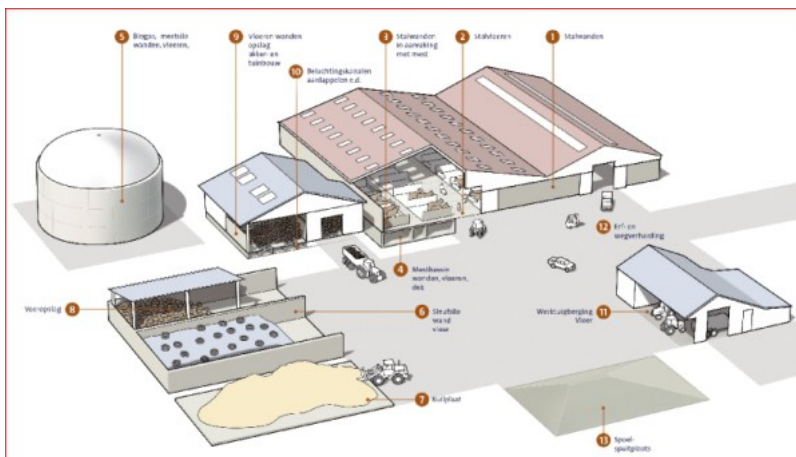 5 Biogas, mestsilo
wanden, vloeren,
9 Vloeren wanden
opslag
akker- en
tuinbouw
10 Beluchtingskanalen
aardappelen e.d.
3 Stalwanden
in aanraking
met mest
2 Stalvloeren
1 Stalwanden
12 Erf- en
wegverharding
4 Mestkelder
wanden, vloeren,
dek
Voeropslag 8
6 Sleufsilo
wand
vloer
Werktuigberging 11
Vloer
7 Kuilplaat
13 Spoel-
spuitplaats